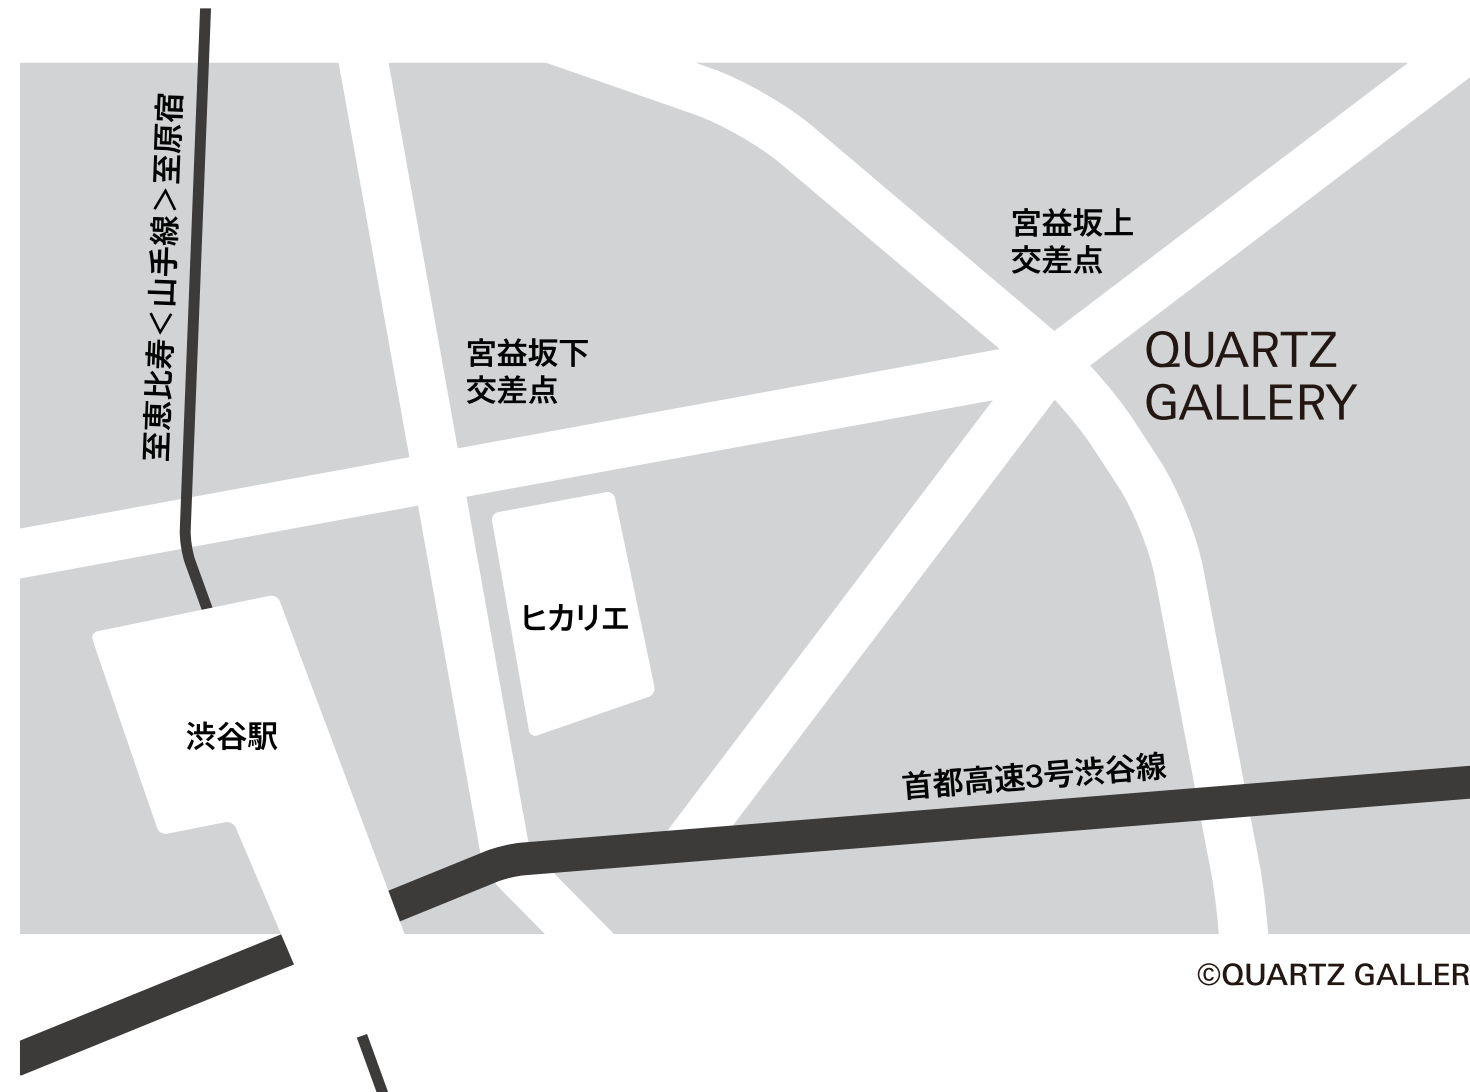 至恵比寿＜山手線＞至原宿
宮益坂上
交差点
QUARTZ
GALLERY
宮益坂下
交差点
ヒカリエ
渋谷駅
首都高速3号渋谷線
©QUARTZ GALLER